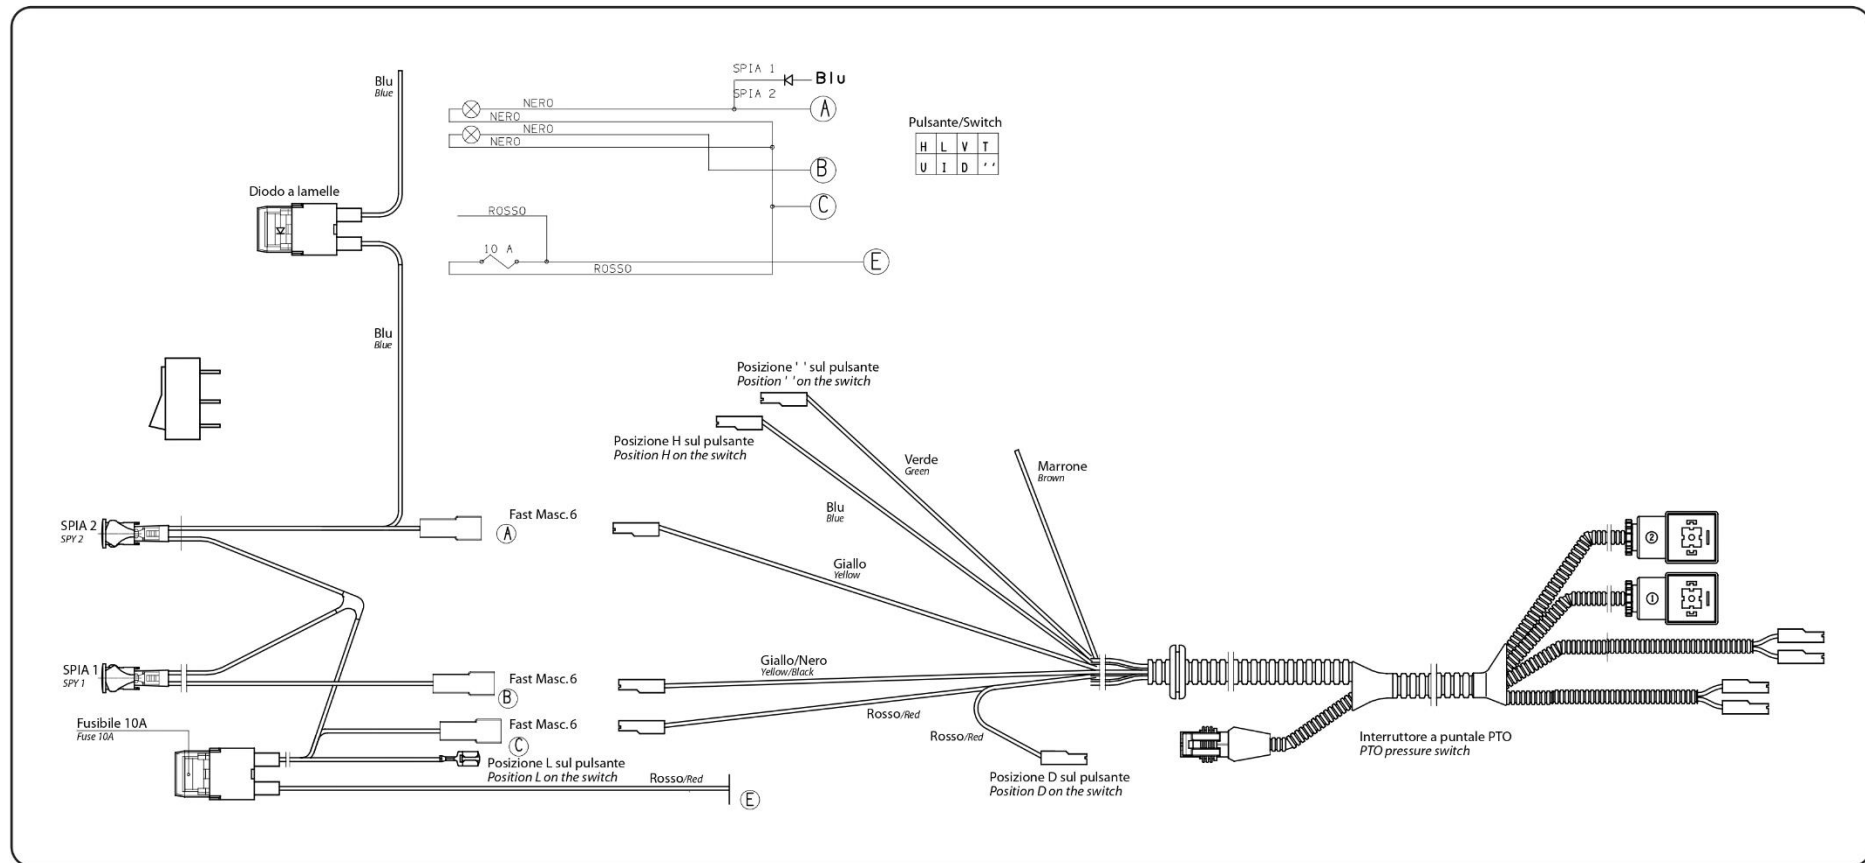 Blu
Blue
SPIA 1
Blu
SPIA 2
NERO
A
NERO
NERO
NERO
B
Pulsante/Switch
H L V T
U I D ' '
Diodo a lamelle
C
ROSSO
10 A
E
ROSSO
Blu
Blue
Posizione ' ' sul pulsante
Position ' ' on the switch
Posizione H sul pulsante
Position H on the switch
Verde
Green
Marrone
Brown
Blu
Blue
SPIA 2
SPY 2
Fast Masc. 6
A
Giallo
Yellow
2
1
SPIA 1
SPY 1
Fast Masc. 6
B
Giallo/Nero
Yellow/Black
Fusibile 10A
Fuse 10A
Fast Masc. 6
C
Rosso/Red
Rosso/Red
Interruttore a puntale PTO
PTO pressure switch
Posizione L sul pulsante
Position L on the switch
Rosso/Red
E
Posizione D sul pulsante
Position D on the switch